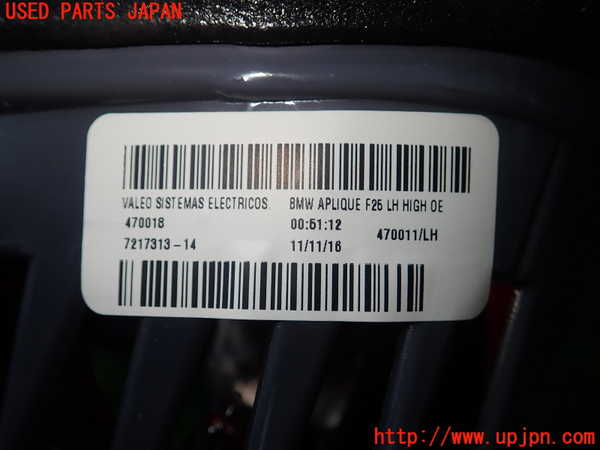 USED PARTS JAPAN
VALEO SISTEMAS ELECTRICOS. BMW APLIQUE F25 LH HIGH OE
470018 00:51:12 470011/LH
7217313-14 11/11/16
http://www.upjpn.com/